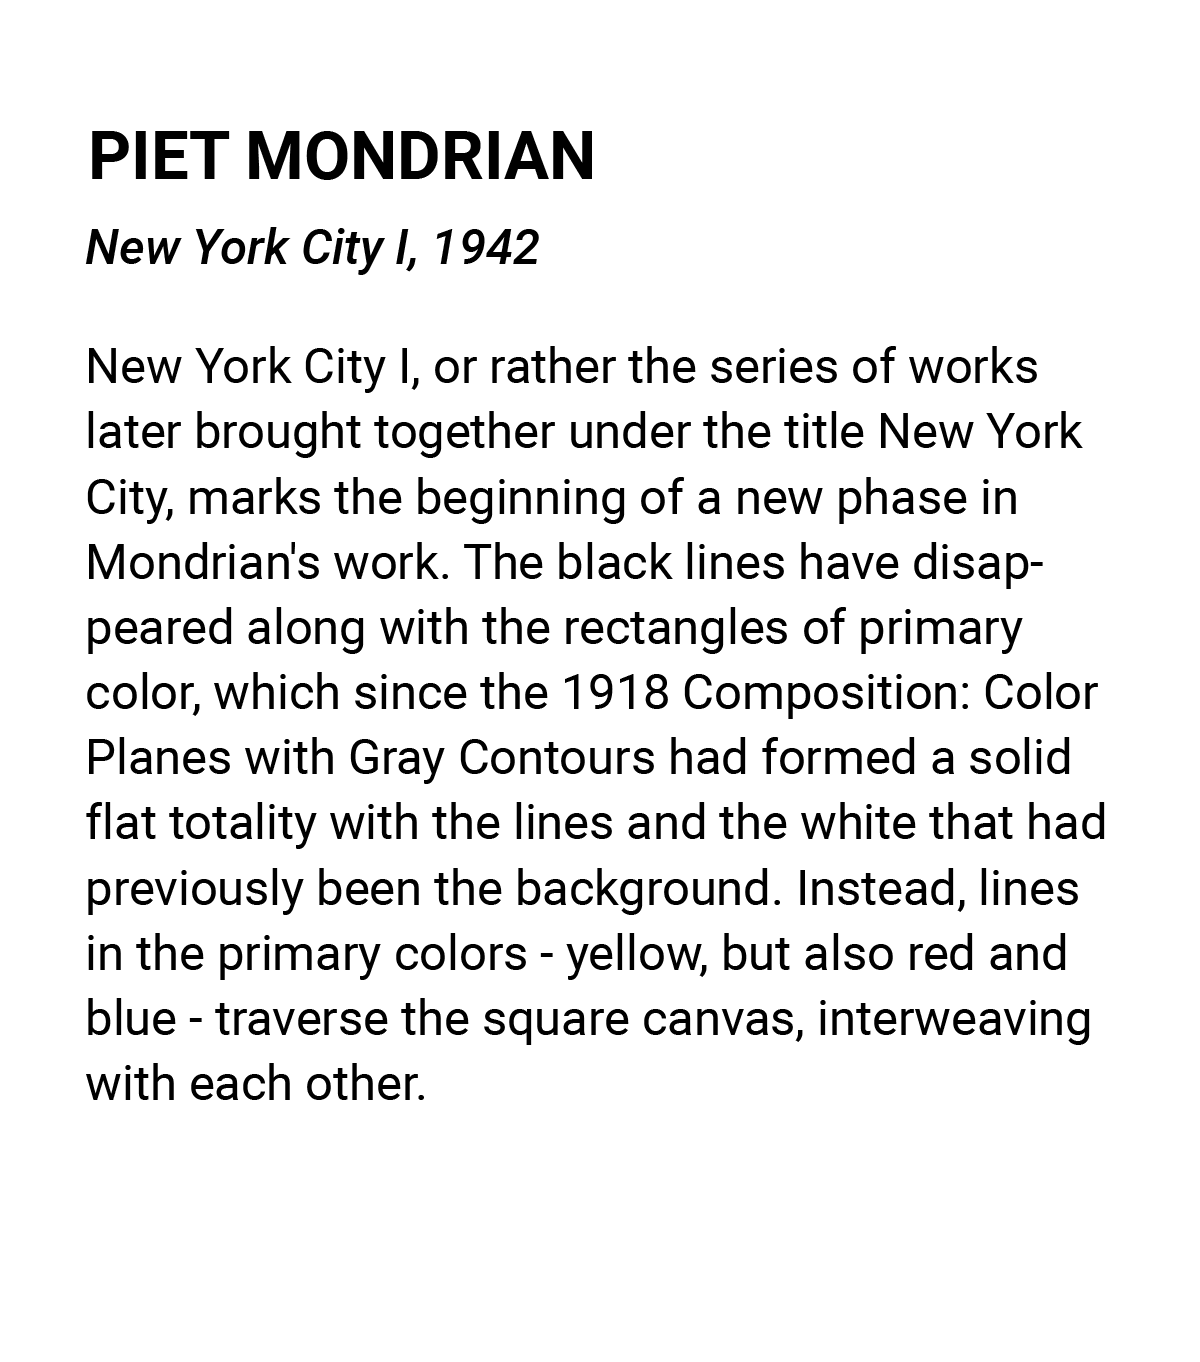 PIET MONDRIAN
New York City I, 1942
New York City I, or rather the series of works
later brought together under the title New York
City, marks the beginning of a new phase in
Mondrian's work. The black lines have disap-
peared along with the rectangles of primary
color, which since the 1918 Composition: Color
Planes with Gray Contours had formed a solid
flat totality with the lines and the white that had
previously been the background. Instead, lines
in the primary colors - yellow, but also red and
blue - traverse the square canvas, interweaving
with each other.